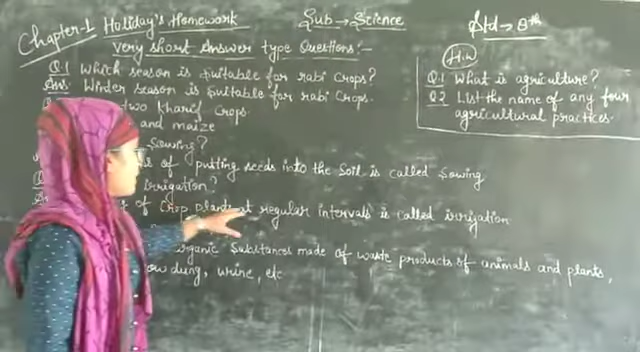 Chapter-1 Holiday's Homework
Sub → Science
Std → 8th
Very short Answer type Questions:-
Q.1 Which season is suitable for rabi crops?
Ans: Winter season is suitable for rabi crops.
two Kharif crops
and maize
Sowing?
of putting seeds into the soil is called sowing
Irrigation?
of crop plants at regular intervals is called irrigation
organic substances made of waste products of animals and plants,
dung, urine, etc
H.W
Q.1 What is agriculture?
Q.2 List the name of any four
agricultural practices.